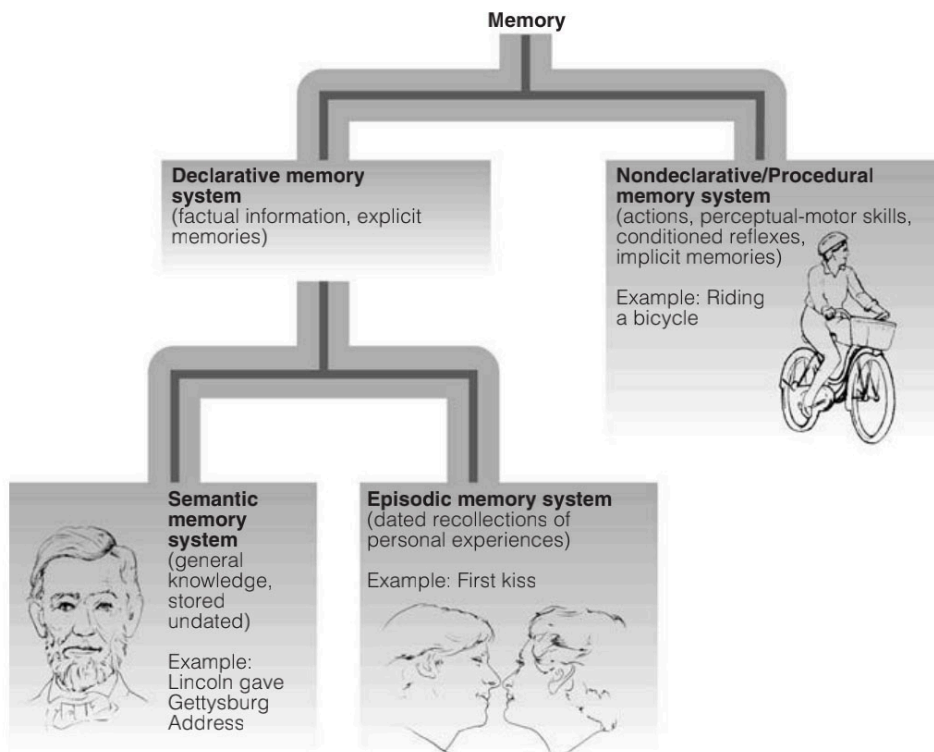 Memory
Declarative memory
system
(factual information, explicit
memories)
Nondeclarative/Procedural
memory system
(actions, perceptual-motor skills,
conditioned reflexes,
implicit memories)
Example: Riding
a bicycle
Semantic
memory
system
(general
knowledge,
stored
undated)
Example:
Lincoln gave
Gettysburg
Address
Episodic memory system
(dated recollections of
personal experiences)
Example: First kiss